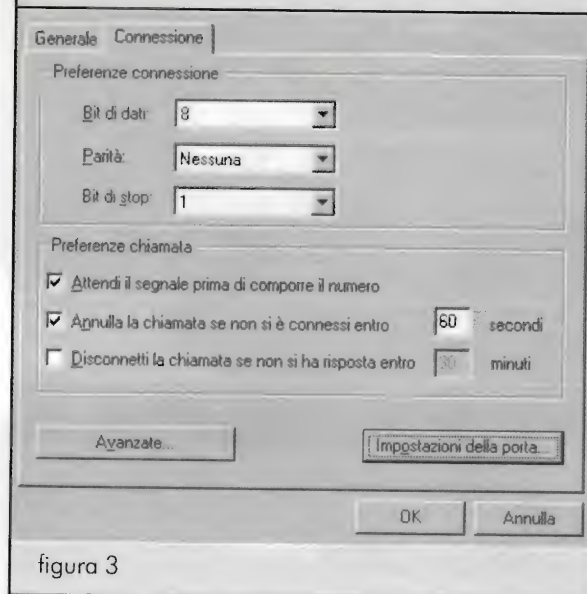 Generale Connessione
Preferenze connessione
Bit di dati: 8
Parità: Nessuna
Bit di stop: 1
Preferenze chiamata
Attendi il segnale prima di comporre il numero
Annulla la chiamata se non si è connessi entro 60 secondi
Disconnetti la chiamata se non si ha risposta entro 30 minuti
Avanzate... Impostazioni della porta...
OK Annulla
figura 3